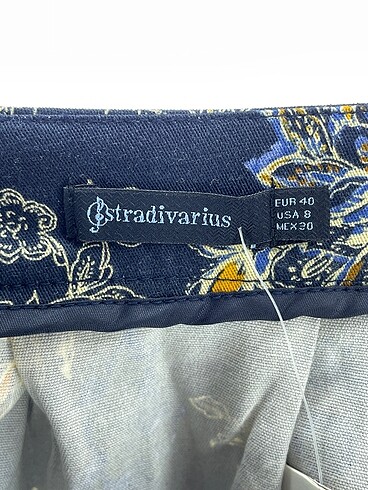 stradivarius
EUR 40
USA 8
MEX 30